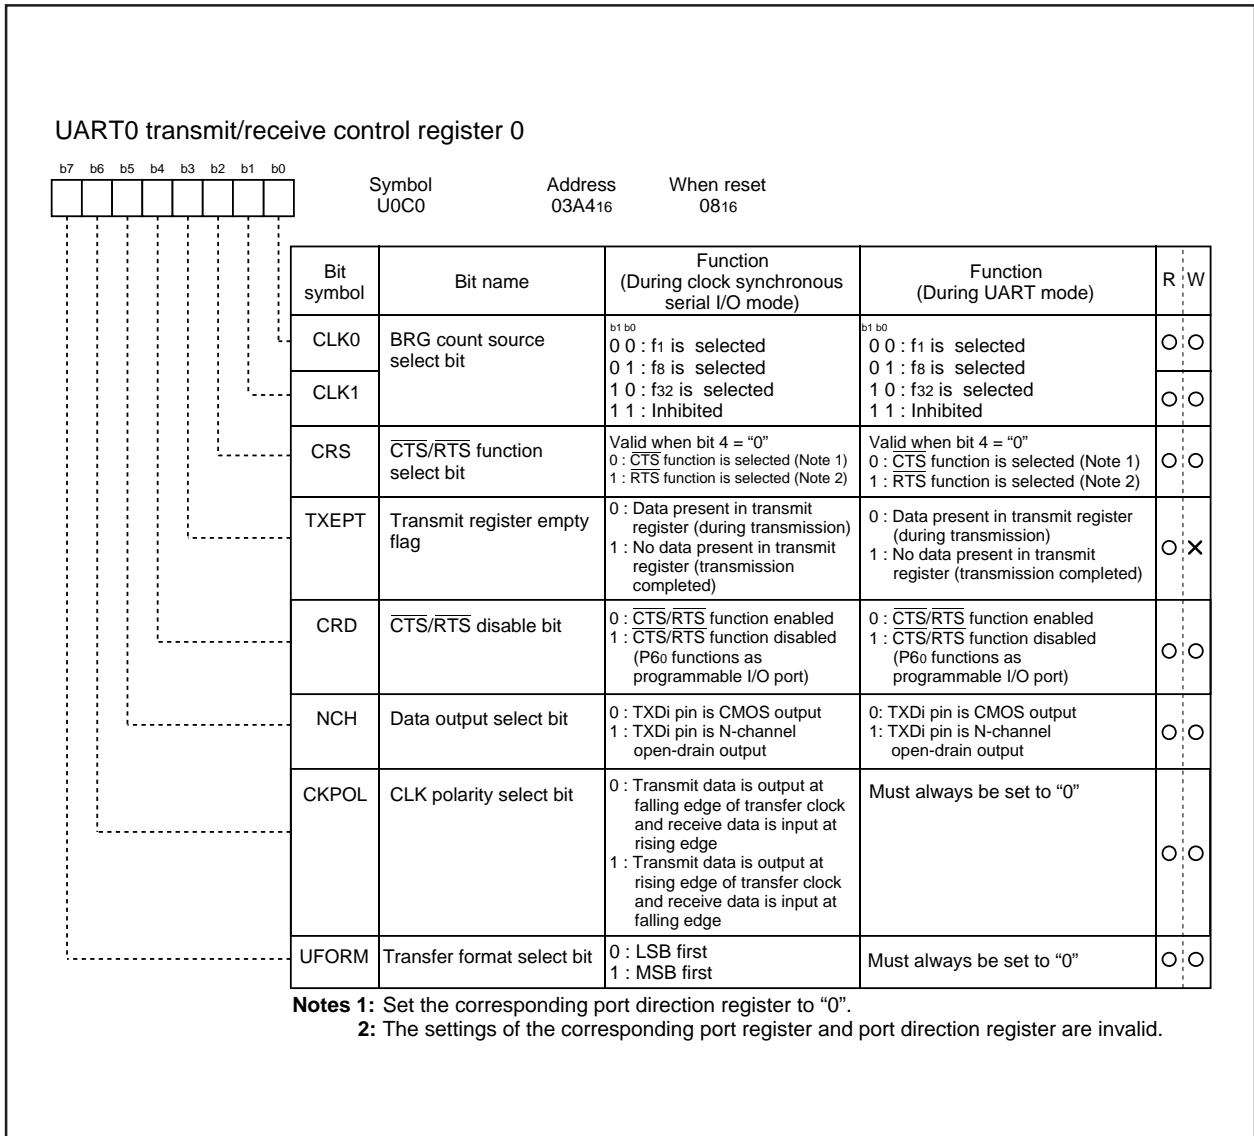 UART0 transmit/receive control register 0
b7 b6 b5 b4 b3 b2 b1 b0
Symbol Address When reset
U0C0 03A416 0816
Bit symbol Bit name Function (During clock synchronous serial I/O mode) Function (During UART mode) R W
CLK0
CLK1
BRG count source
select bit
b1 b0
0 0 : f1 is selected
0 1 : f8 is selected
1 0 : f32 is selected
1 1 : Inhibited
b1 b0
0 0 : f1 is selected
0 1 : f8 is selected
1 0 : f32 is selected
1 1 : Inhibited
CRS
CTS/RTS function
select bit
Valid when bit 4 = “0”
0 : CTS function is selected (Note 1)
1 : RTS function is selected (Note 2)
Valid when bit 4 = “0”
0 : CTS function is selected (Note 1)
1 : RTS function is selected (Note 2)
TXEPT
Transmit register empty
flag
0 : Data present in transmit
register (during transmission)
1 : No data present in transmit
register (transmission
completed)
0 : Data present in transmit register
(during transmission)
1 : No data present in transmit
register (transmission completed)
CRD
CTS/RTS disable bit
0 : CTS/RTS function enabled
1 : CTS/RTS function disabled
(P60 functions as
programmable I/O port)
0 : CTS/RTS function enabled
1 : CTS/RTS function disabled
(P60 functions as
programmable I/O port)
NCH
Data output select bit
0 : TXDi pin is CMOS output
1 : TXDi pin is N-channel
open-drain output
0: TXDi pin is CMOS output
1: TXDi pin is N-channel
open-drain output
CKPOL
CLK polarity select bit
0 : Transmit data is output at
falling edge of transfer clock
and receive data is input at
rising edge
1 : Transmit data is output at
rising edge of transfer clock
and receive data is input at
falling edge
Must always be set to “0”
UFORM
Transfer format select bit
0 : LSB first
1 : MSB first
Must always be set to “0”
Notes 1: Set the corresponding port direction register to “0”.
2: The settings of the corresponding port register and port direction register are invalid.